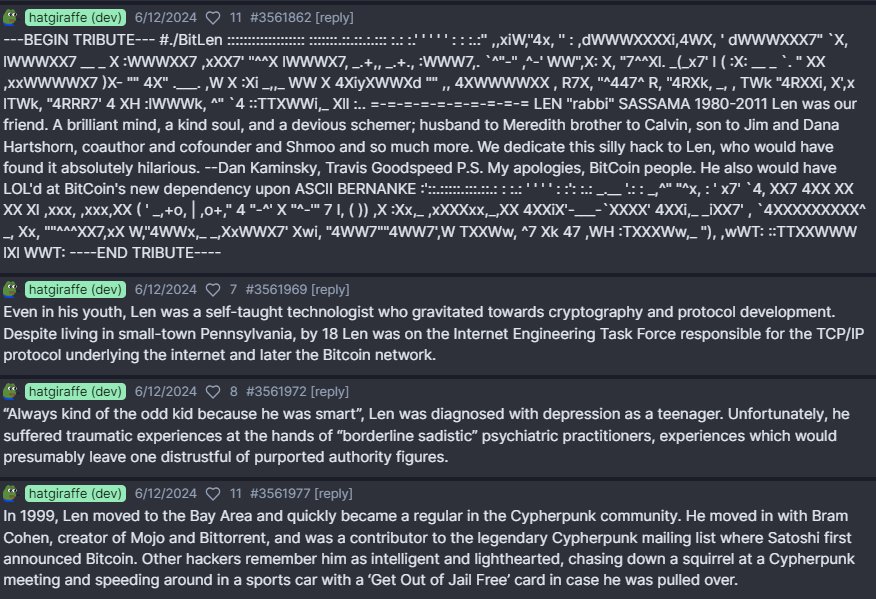 hatgiraffe (dev) 6/12/2024 11 #3561862 [reply]
---BEGIN TRIBUTE--- #./BitLen ::::::::::::::::::: :::::::.::.::.:.::: :.: :.' ' ' ' ' : : :.:'' ,,xiW,"4x, '' : ,dWWWXXXXi,4WX, ' dWWWXXX7" `X,
lWWWXX7 __ _ X :WWWXX7 ,xXX7' "^^X lWWWX7, _.+,, _.+., :WWW7,. `^"-" ,^-' WW",X: X, "7^^Xl. _(_x7' l ( :X: __ _ `. " XX
,xxWWWWX7 )X- "" 4X" .___. ,W X :Xi _,,_ WW X 4XiyXWWXd "" ,, 4XWWWWXX , R7X, "^447^ R, "4RXk, _, , TWk "4RXXi, X',x
lTWk, "4RRR7' 4 XH :lWWWk, ^" `4 ::TTXWWi,_ Xll :.. =-=-=-=-=-=-=-=-=-= LEN "rabbi" SASSAMA 1980-2011 Len was our
friend. A brilliant mind, a kind soul, and a devious schemer; husband to Meredith brother to Calvin, son to Jim and Dana
Hartshorn, coauthor and cofounder and Shmoo and so much more. We dedicate this silly hack to Len, who would have
found it absolutely hilarious. --Dan Kaminsky, Travis Goodspeed P.S. My apologies, BitCoin people. He also would have
LOL'd at BitCoin's new dependency upon ASCII BERNANKE :'::.:::::.:::.::.: : :.: ' ' ' ' : :': :.: _.__ '.: : _,^" "^x, : ' x7' `4, XX7 4XX XX
XX Xl ,xxx, ,xxx,XX ( ' _,+o, | ,o+," 4 "-^' X "^-'" 7 l, ( )) ,X :Xx,_ ,xXXXxx,_,XX 4XXiX'-___-`XXXX' 4XXi,_ _iXX7' , `4XXXXXXXXX^
_, Xx, ""^^^XX7,xX W,"4WWx,_ _,XxWWX7' Xwi, "4WW7""4WW7',W TXXWw, ^7 Xk 47 ,WH :TXXXWw,_ "), ,wWT: ::TTXXWWW
lXl WWT: ----END TRIBUTE----
hatgiraffe (dev) 6/12/2024 7 #3561969 [reply]
Even in his youth, Len was a self-taught technologist who gravitated towards cryptography and protocol development.
Despite living in small-town Pennsylvania, by 18 Len was on the Internet Engineering Task Force responsible for the TCP/IP
protocol underlying the internet and later the Bitcoin network.
hatgiraffe (dev) 6/12/2024 8 #3561972 [reply]
“Always kind of the odd kid because he was smart”, Len was diagnosed with depression as a teenager. Unfortunately, he
suffered traumatic experiences at the hands of “borderline sadistic” psychiatric practitioners, experiences which would
presumably leave one distrustful of purported authority figures.
hatgiraffe (dev) 6/12/2024 11 #3561977 [reply]
In 1999, Len moved to the Bay Area and quickly became a regular in the Cypherpunk community. He moved in with Bram
Cohen, creator of Mojo and Bittorrent, and was a contributor to the legendary Cypherpunk mailing list where Satoshi first
announced Bitcoin. Other hackers remember him as intelligent and lighthearted, chasing down a squirrel at a Cypherpunk
meeting and speeding around in a sports car with a ‘Get Out of Jail Free’ card in case he was pulled over.